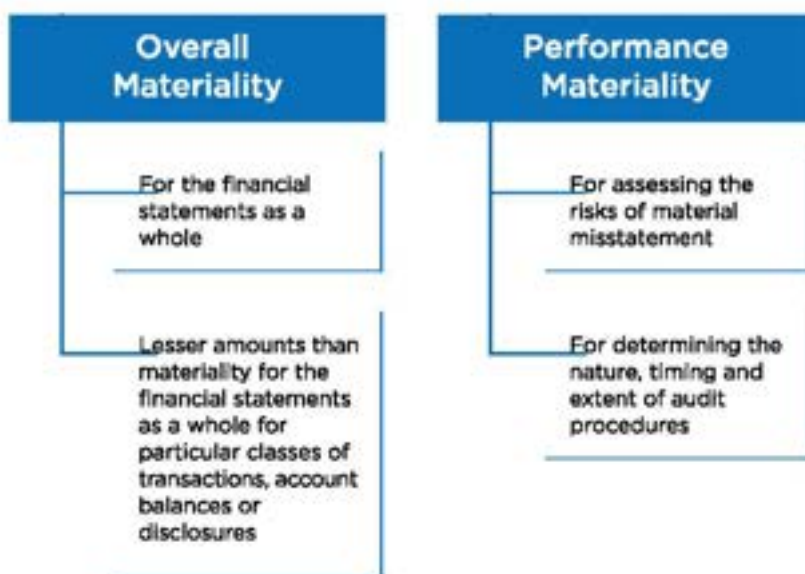 Overall
Materiality
For the financial
statements as a
whole
Lesser amounts than
materiality for the
financial statements
as a whole for
particular classes of
transactions, account
balances or
disclosures
Performance
Materiality
For assessing the
risks of material
misstatement
For determining the
nature, timing and
extent of audit
procedures